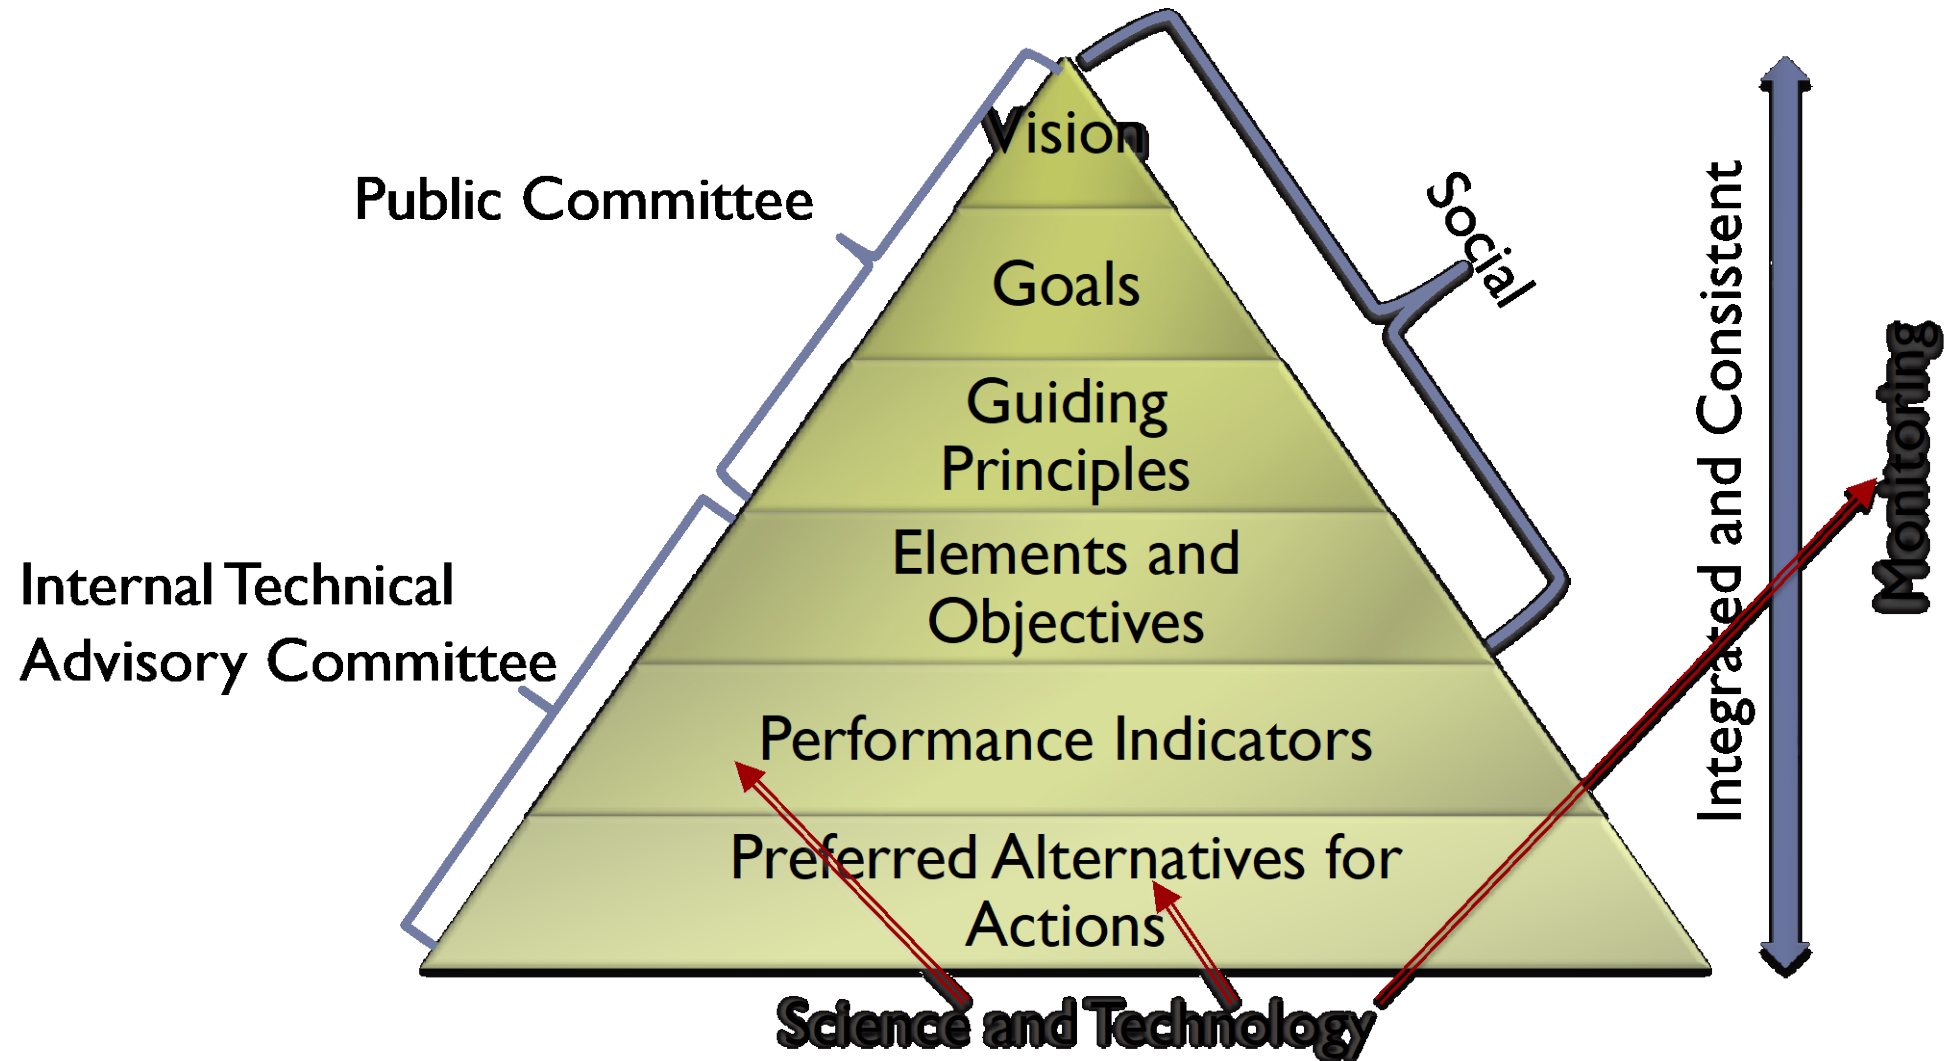 Vision
Public Committee
Social
Goals
Guiding
Principles
Integrated and Consistent
Monitoring
Elements and
Objectives
Internal Technical
Advisory Committee
Performance Indicators
Preferred Alternatives for
Actions
Science and Technology